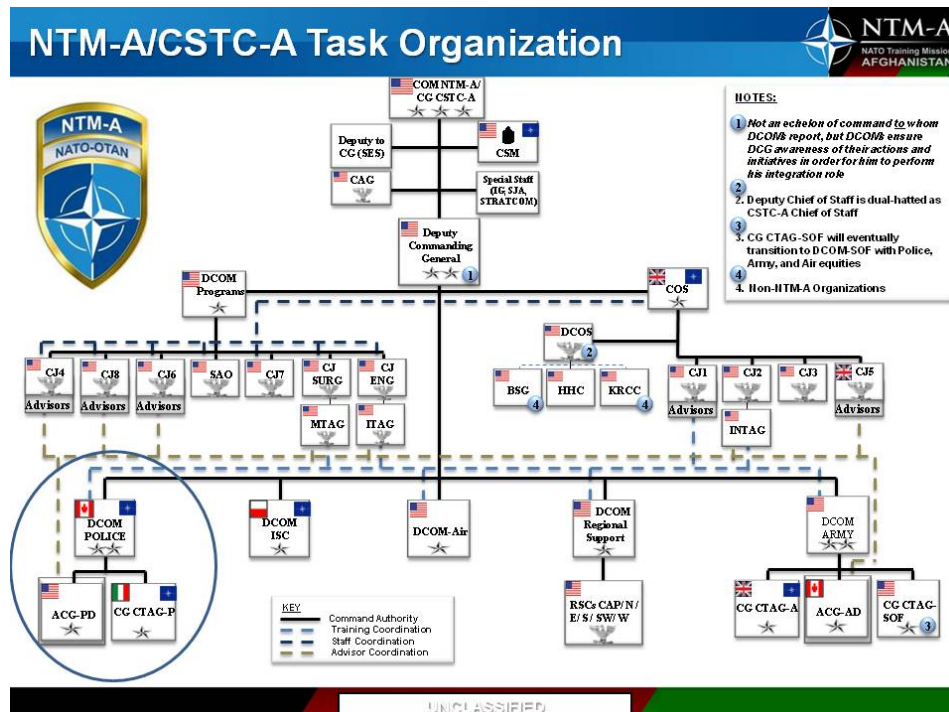 NTM-A/CSTC-A Task Organization
NTM-A
NATO Training Mission
AFGHANISTAN
NTM-A
NATO-OTAN
COM NTM-A/
CG CSTC-A
Deputy to
CG (SES)
CSM
CAG
Special Staff
(IG, SJA,
STRATCOM)
Deputy
Commanding
General
1
NOTES:
1 Not an echelon of command to whom
DCOMs report, but DCOMs ensure
DCG awareness of their actions and
initiatives in order for him to perform
his integration role
2
2. Deputy Chief of Staff is dual-hatted as
CSTC-A Chief of Staff
3
3. CG CTAG-SOF will eventually
transition to DCOM-SOF with Police,
Army, and Air equities
4
4. Non-NTM-A Organizations
DCOM
Programs
COS
DCOS
2
CJ4
Advisors
CJ8
Advisors
CJ6
Advisors
SAO
CJ7
CJ
SURG
CJ
ENG
MTAG
ITAG
BSG
4
HHC
KRCC
4
CJ1
Advisors
CJ2
CJ3
CJ5
Advisors
INTAG
DCOM
POLICE
DCOM
ISC
DCOM-Air
DCOM
Regional
Support
DCOM
ARMY
ACG-PD
CG CTAG-P
RSCs CAP/N/
E/S/SW/W
CG CTAG-A
ACG-AD
CG CTAG-
SOF
3
KEY
Command Authority
Training Coordination
Staff Coordination
Advisor Coordination
UNCLASSIFIED